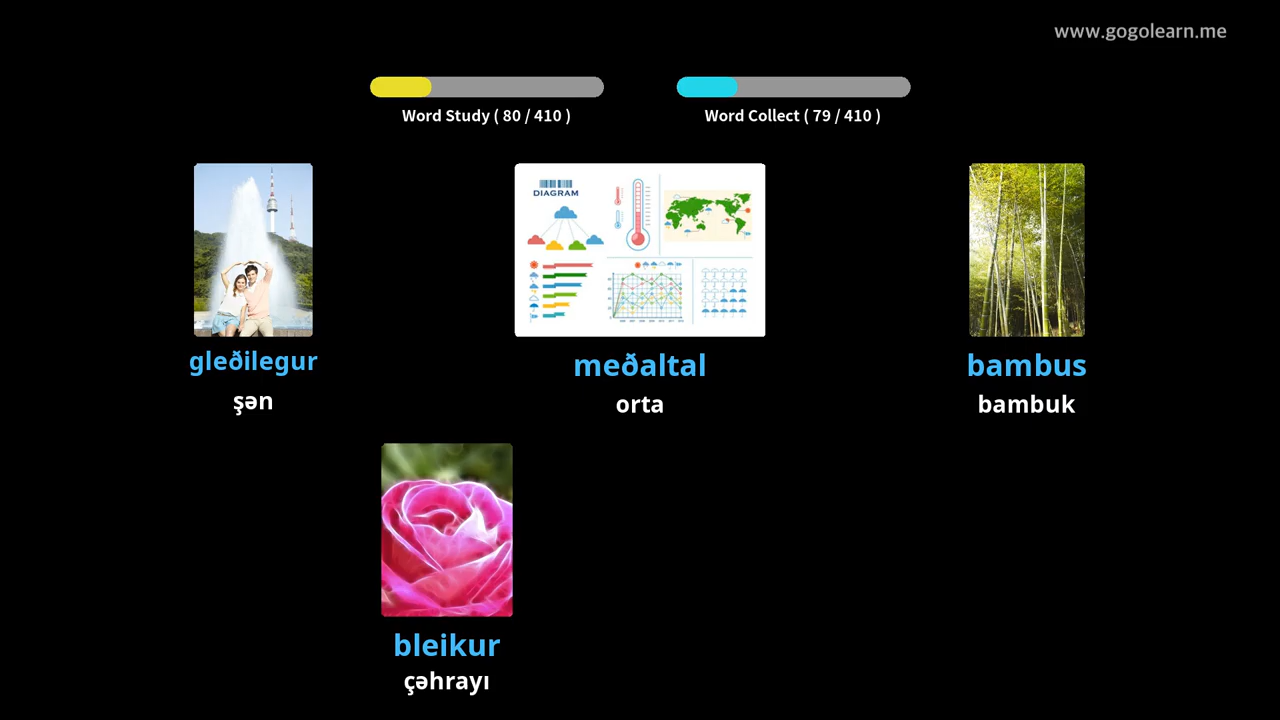 www.gogolearn.me
Word Study ( 80 / 410 )
Word Collect ( 79 / 410 )
DIAGRAM
gleðilegur
şən
meðaltal
orta
bambus
bambuk
bleikur
çəhrayı